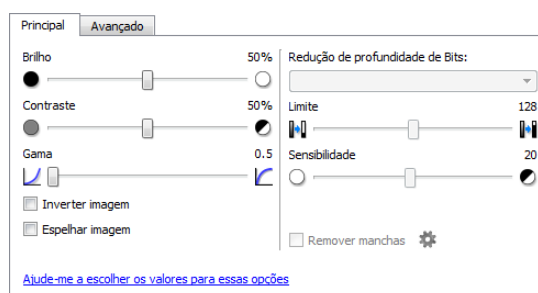 Principal Avançado
Brilho 50%
Contraste 50%
Gama 0.5
Inverter imagem
Espelhar imagem
Redução de profundidade de Bits:
Limite 128
Sensibilidade 20
Remover manchas
Ajude-me a escolher os valores para essas opções